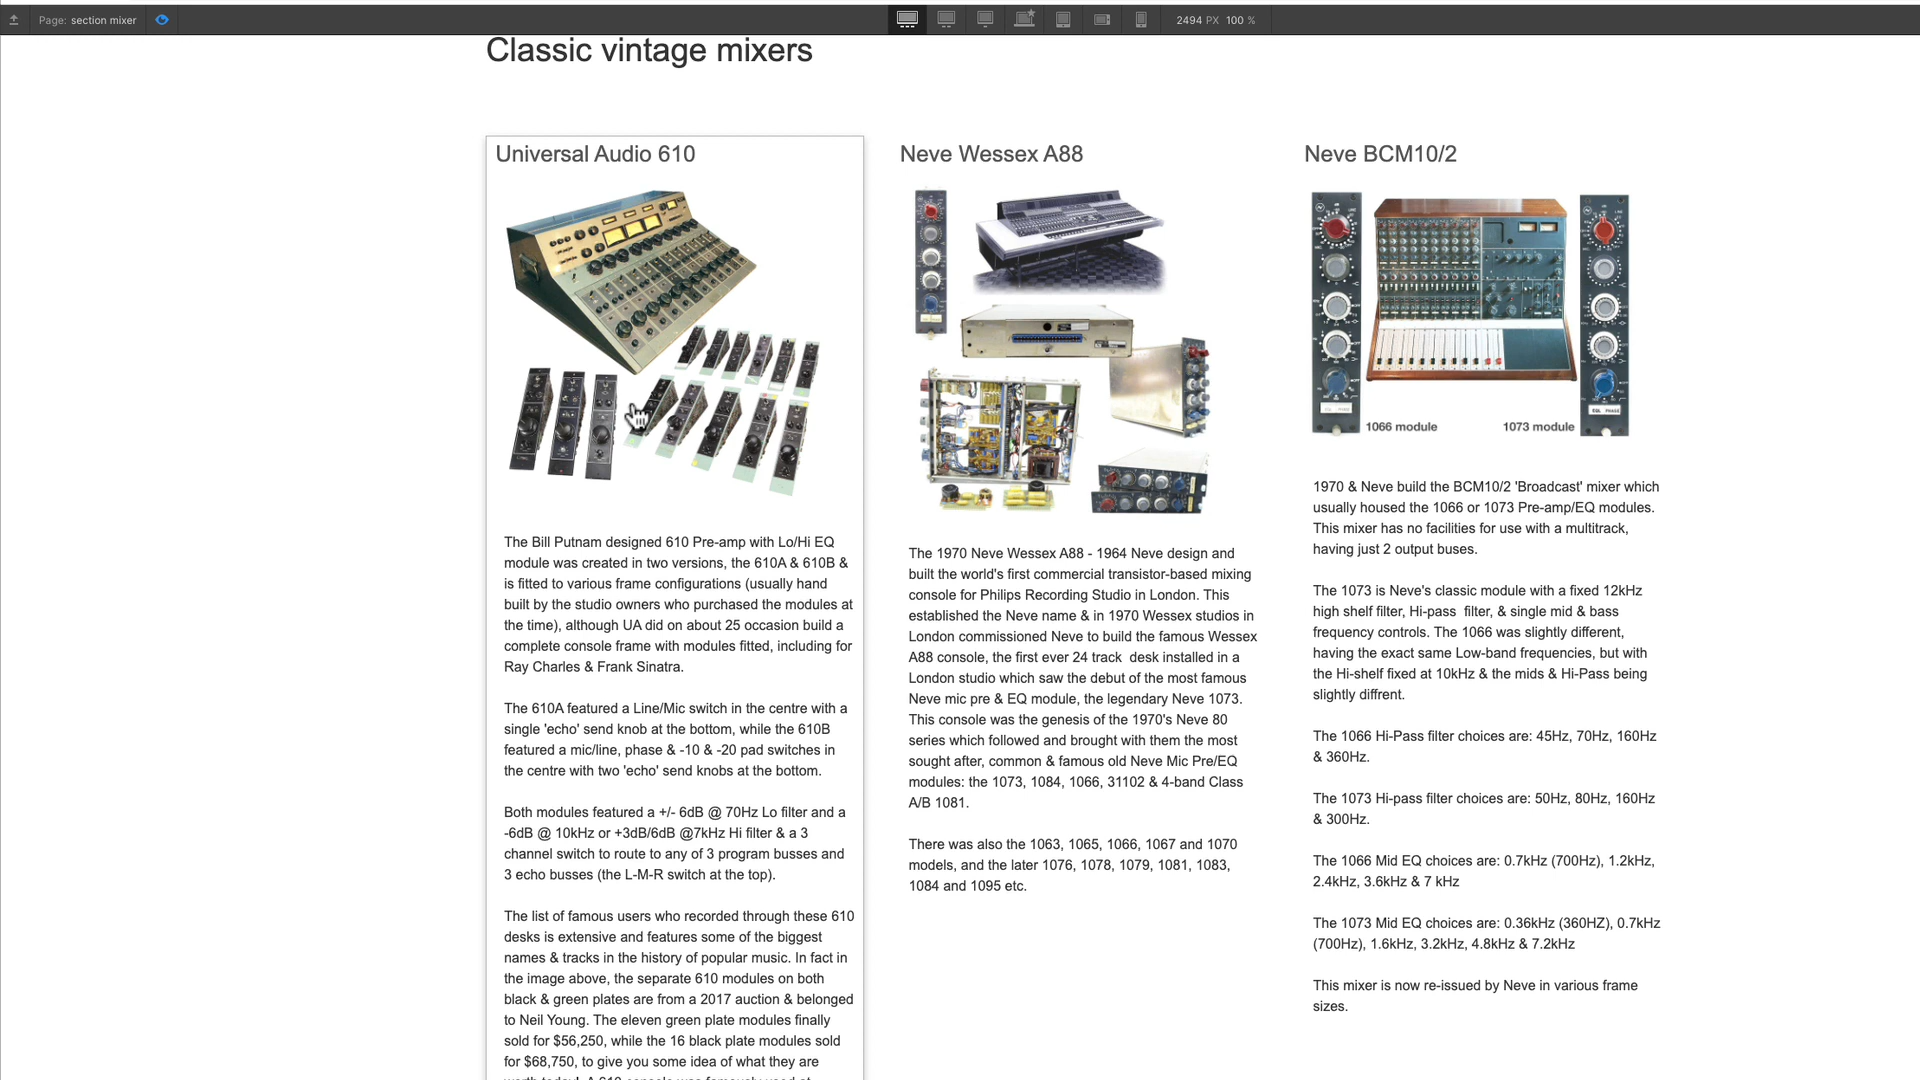 Page: section mixer
2494 PX 100 %
Classic vintage mixers
Universal Audio 610
The Bill Putnam designed 610 Pre-amp with Lo/Hi EQ
module was created in two versions, the 610A & 610B &
is fitted to various frame configurations (usually hand
built by the studio owners who purchased the modules at
the time), although UA did on about 25 occasion build a
complete console frame with modules fitted, including for
Ray Charles & Frank Sinatra.
The 610A featured a Line/Mic switch in the centre with a
single 'echo' send knob at the bottom, while the 610B
featured a mic/line, phase & -10 & -20 pad switches in
the centre with two 'echo' send knobs at the bottom.
Both modules featured a +/- 6dB @ 70Hz Lo filter and a
-6dB @ 10kHz or +3dB/6dB @7kHz Hi filter & a 3
channel switch to route to any of 3 program busses and
3 echo busses (the L-M-R switch at the top).
The list of famous users who recorded through these 610
desks is extensive and features some of the biggest
names & tracks in the history of popular music. In fact in
the image above, the separate 610 modules on both
black & green plates are from a 2017 auction & belonged
to Neil Young. The eleven green plate modules finally
sold for $56,250, while the 16 black plate modules sold
for $68,750, to give you some idea of what they are
Neve Wessex A88
The 1970 Neve Wessex A88 - 1964 Neve design and
built the world's first commercial transistor-based mixing
console for Philips Recording Studio in London. This
established the Neve name & in 1970 Wessex studios in
London commissioned Neve to build the famous Wessex
A88 console, the first ever 24 track  desk installed in a
London studio which saw the debut of the most famous
Neve mic pre & EQ module, the legendary Neve 1073.
This console was the genesis of the 1970's Neve 80
series which followed and brought with them the most
sought after, common & famous old Neve Mic Pre/EQ
modules: the 1073, 1084, 1066, 31102 & 4-band Class
A/B 1081.
There was also the 1063, 1065, 1066, 1067 and 1070
models, and the later 1076, 1078, 1079, 1081, 1083,
1084 and 1095 etc.
Neve BCM10/2
1066 module
1073 module
EQL PHASE
1970 & Neve build the BCM10/2 'Broadcast' mixer which
usually housed the 1066 or 1073 Pre-amp/EQ modules.
This mixer has no facilities for use with a multitrack,
having just 2 output buses.
The 1073 is Neve's classic module with a fixed 12kHz
high shelf filter, Hi-pass  filter, & single mid & bass
frequency controls. The 1066 was slightly different,
having the exact same Low-band frequencies, but with
the Hi-shelf fixed at 10kHz & the mids & Hi-Pass being
slightly diffrent.
The 1066 Hi-Pass filter choices are: 45Hz, 70Hz, 160Hz
& 360Hz.
The 1073 Hi-pass filter choices are: 50Hz, 80Hz, 160Hz
& 300Hz.
The 1066 Mid EQ choices are: 0.7kHz (700Hz), 1.2kHz,
2.4kHz, 3.6kHz & 7 kHz
The 1073 Mid EQ choices are: 0.36kHz (360HZ), 0.7kHz
(700Hz), 1.6kHz, 3.2kHz, 4.8kHz & 7.2kHz
This mixer is now re-issued by Neve in various frame
sizes.